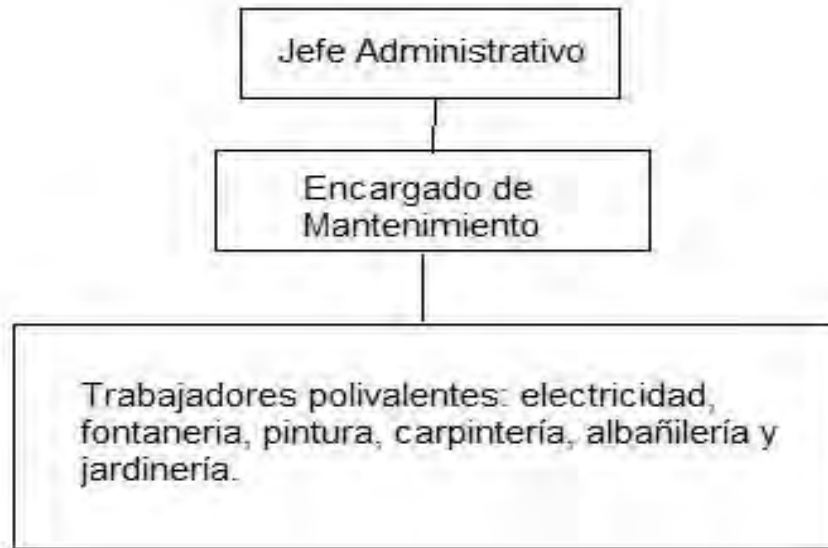 Jefe Administrativo
Encargado de
Mantenimiento
Trabajadores polivalentes: electricidad,
fontaneria, pintura, carpintería, albañilería y
jardinería.